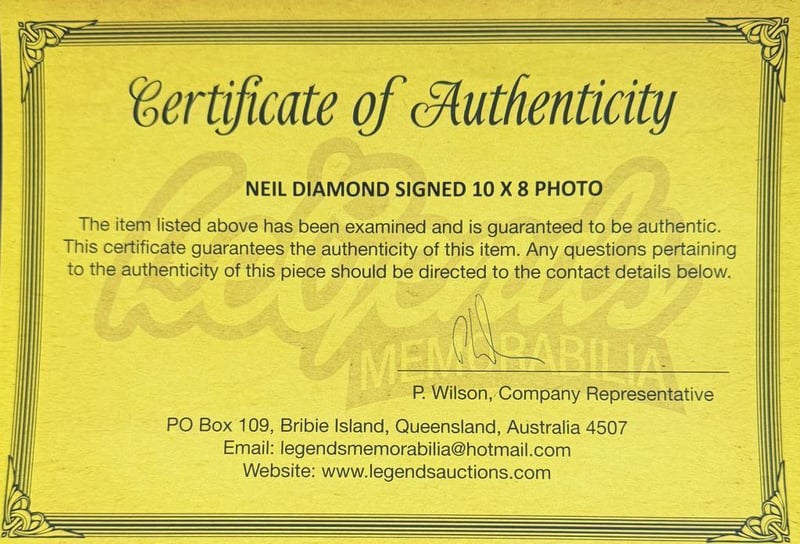 Certificate of Authenticity
NEIL DIAMOND SIGNED 10 X 8 PHOTO
The item listed above has been examined and is guaranteed to be authentic.
This certificate guarantees the authenticity of this item. Any questions pertaining
to the authenticity of this piece should be directed to the contact details below.
Legends
MEMORABILIA
P. Wilson, Company Representative
PO Box 109, Bribie Island, Queensland, Australia 4507
Email: legendsmemorabilia@hotmail.com
Website: www.legendsauctions.com